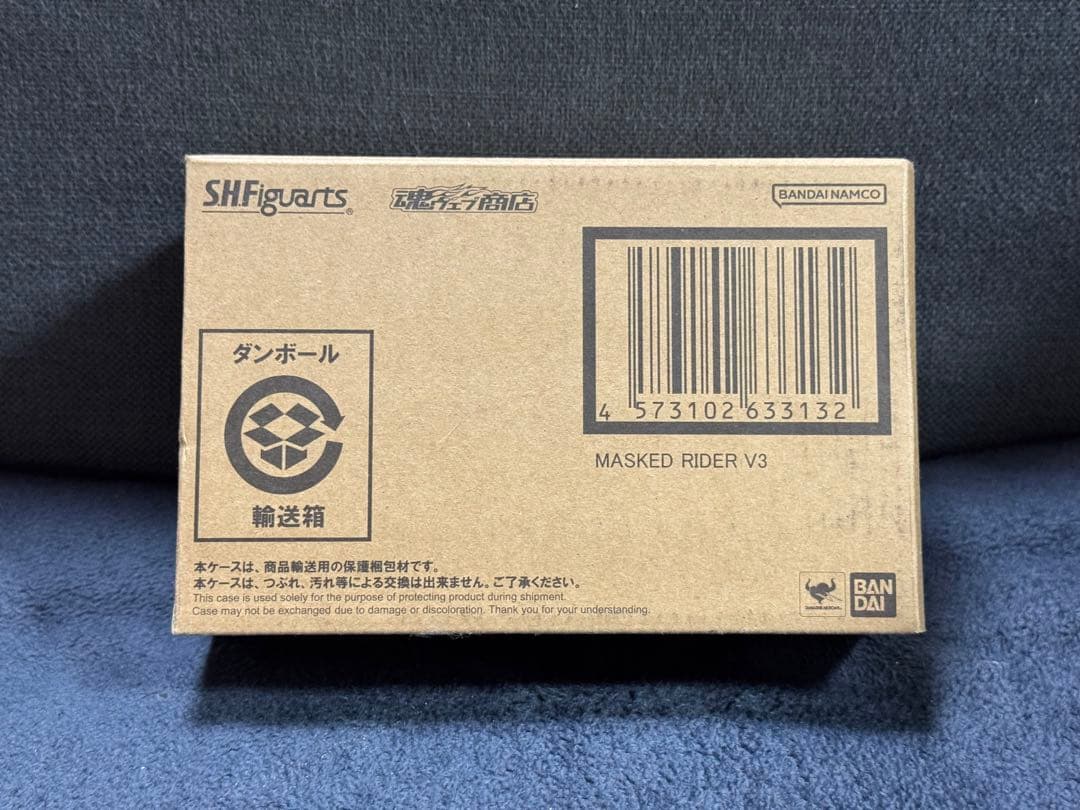 S.H.Figuarts®
魂ウェブ商店
BANDAI NAMCO
4 573102 633132
MASKED RIDER V3
ダンボール
輸送箱
本ケースは、商品輸送用の保護梱包材です。
本ケースは、つぶれ、汚れ等による交換は出来ません。ご了承ください。
This case is used solely for the purpose of protecting product during shipment.
Case may not be exchanged due to damage or discoloration. Thank you for your understanding.
BAN
DAI